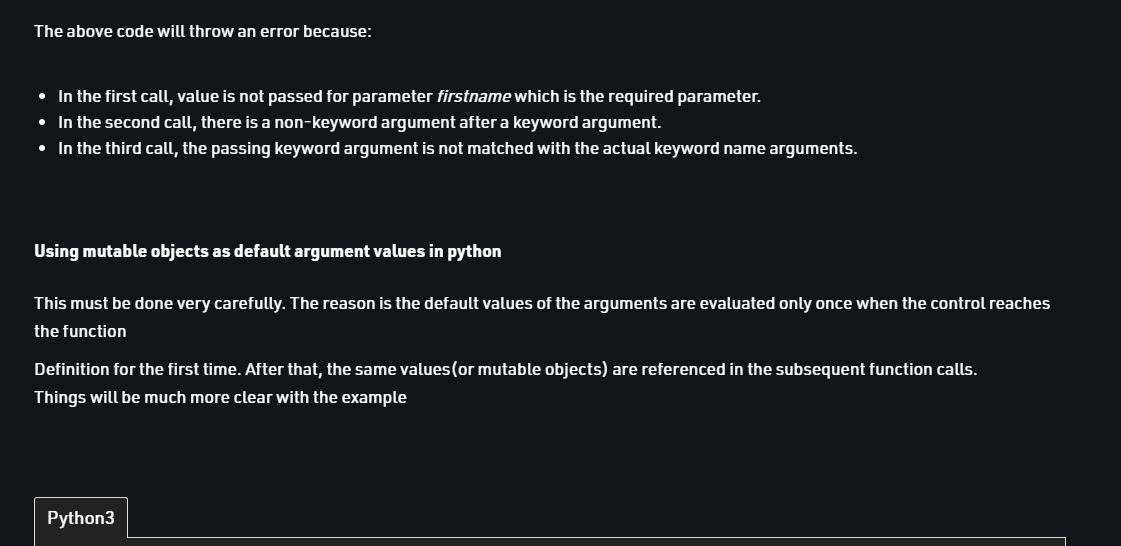 The above code will throw an error because:
• In the first call, value is not passed for parameter firstname which is the required parameter.
• In the second call, there is a non-keyword argument after a keyword argument.
• In the third call, the passing keyword argument is not matched with the actual keyword name arguments.
Using mutable objects as default argument values in python
This must be done very carefully. The reason is the default values of the arguments are evaluated only once when the control reaches
the function
Definition for the first time. After that, the same values(or mutable objects) are referenced in the subsequent function calls.
Things will be much more clear with the example
Python3